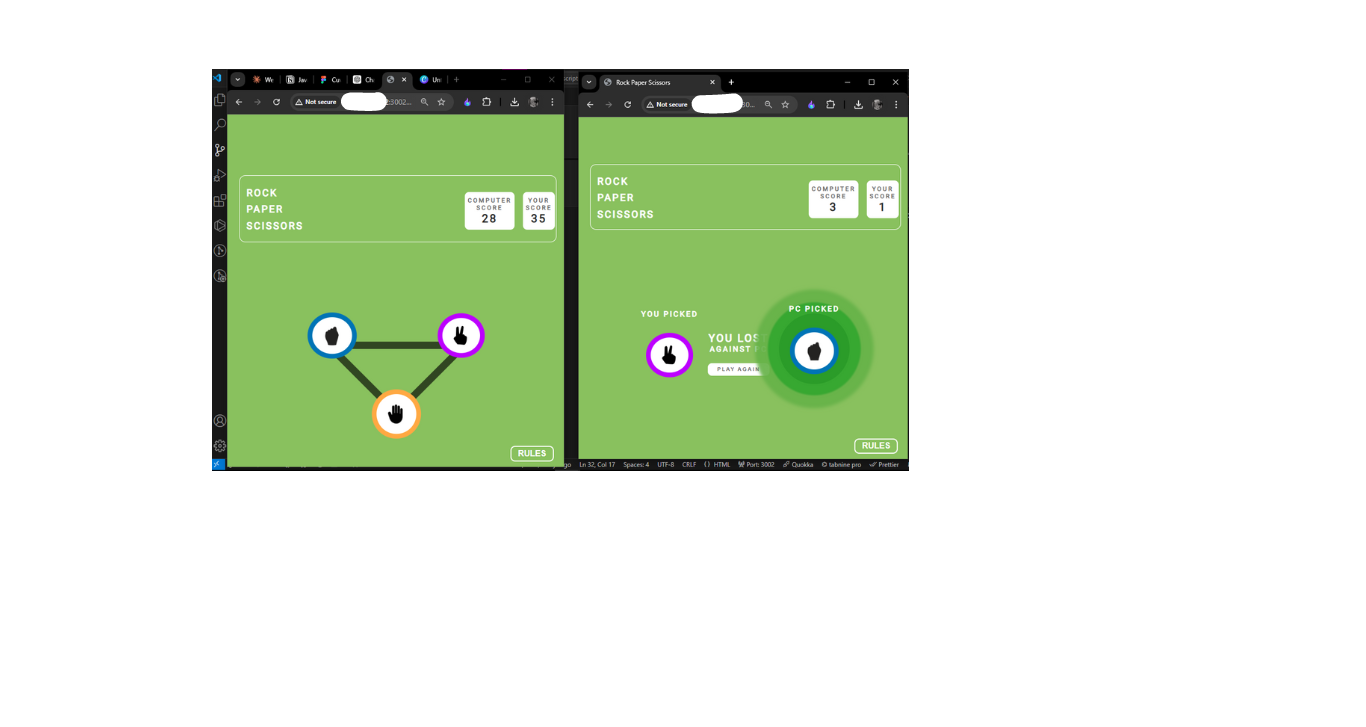 We
Jav
Cu
Ch
Un
Not secure
:3002...
ROCK
PAPER
SCISSORS
COMPUTER
SCORE
28
YOUR
SCORE
35
RULES
script
Rock Paper Scissors
Not secure
30...
ROCK
PAPER
SCISSORS
COMPUTER
SCORE
3
YOUR
SCORE
1
YOU PICKED
PC PICKED
YOU LOS
AGAINST
PLAY AGAIN
RULES
go Ln 32, Col 17 Spaces: 4 UTF-8 CRLF () HTML Port: 3002 Quokka © tabnine pro Prettier